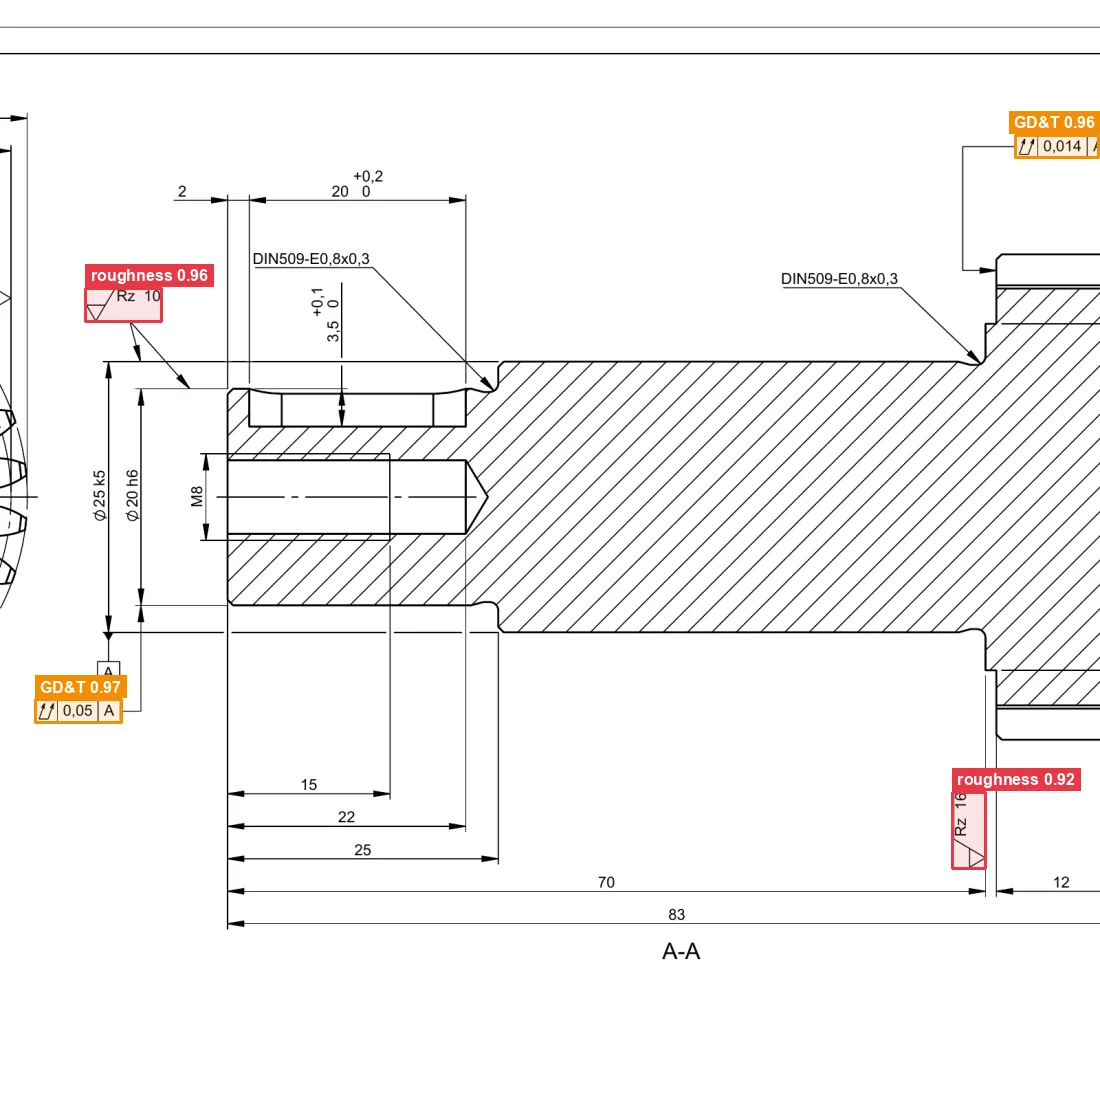 GD&T 0.96
0,014 A
+0,2
2
20 0
DIN509-E0,8x0,3
roughness 0.96
Rz 10
DIN509-E0,8x0,3
+0,1
3,5 0
Ø25 k5
Ø20 h6
M8
A
GD&T 0.97
0,05 A
15
roughness 0.92
Rz 16
22
25
70
12
83
A-A